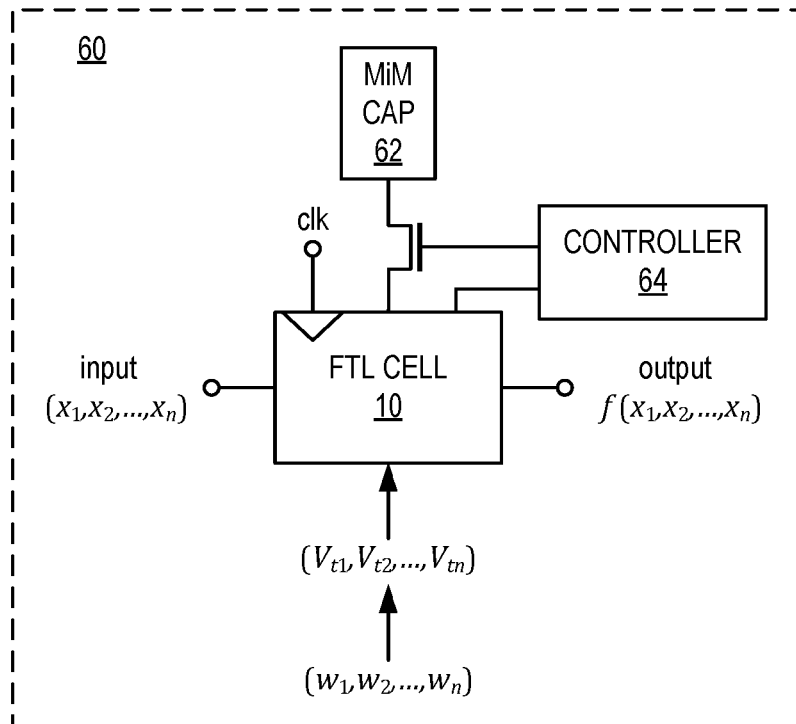 60
MiM
CAP
62
clk
CONTROLLER
64
input
(x₁,x₂,...,xₙ)
FTL CELL
10
output
f(x₁,x₂,...,xₙ)
(Vₜ₁,Vₜ₂,...,Vₜₙ)
(w₁,w₂,...,wₙ)